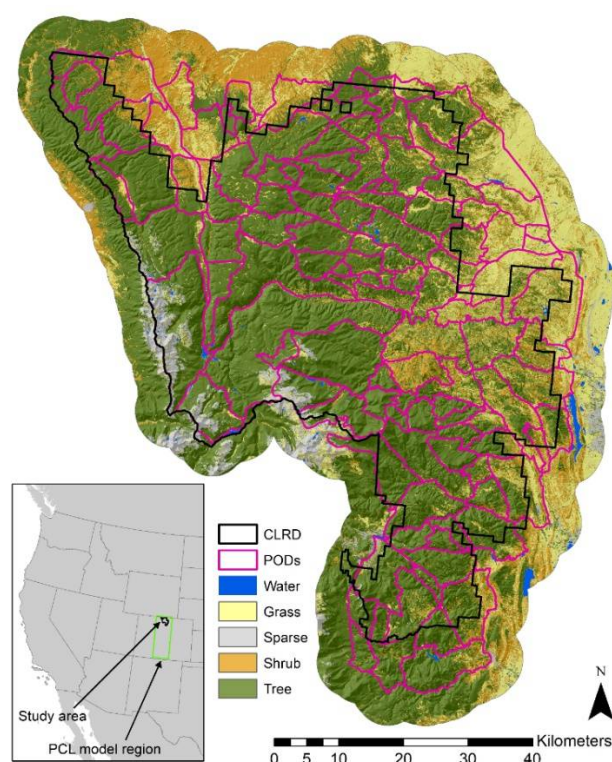 CLRD
PODs
Water
Grass
Sparse
Shrub
Tree
Study area
PCL model region
N
Kilometers
0 5 10 20 30 40